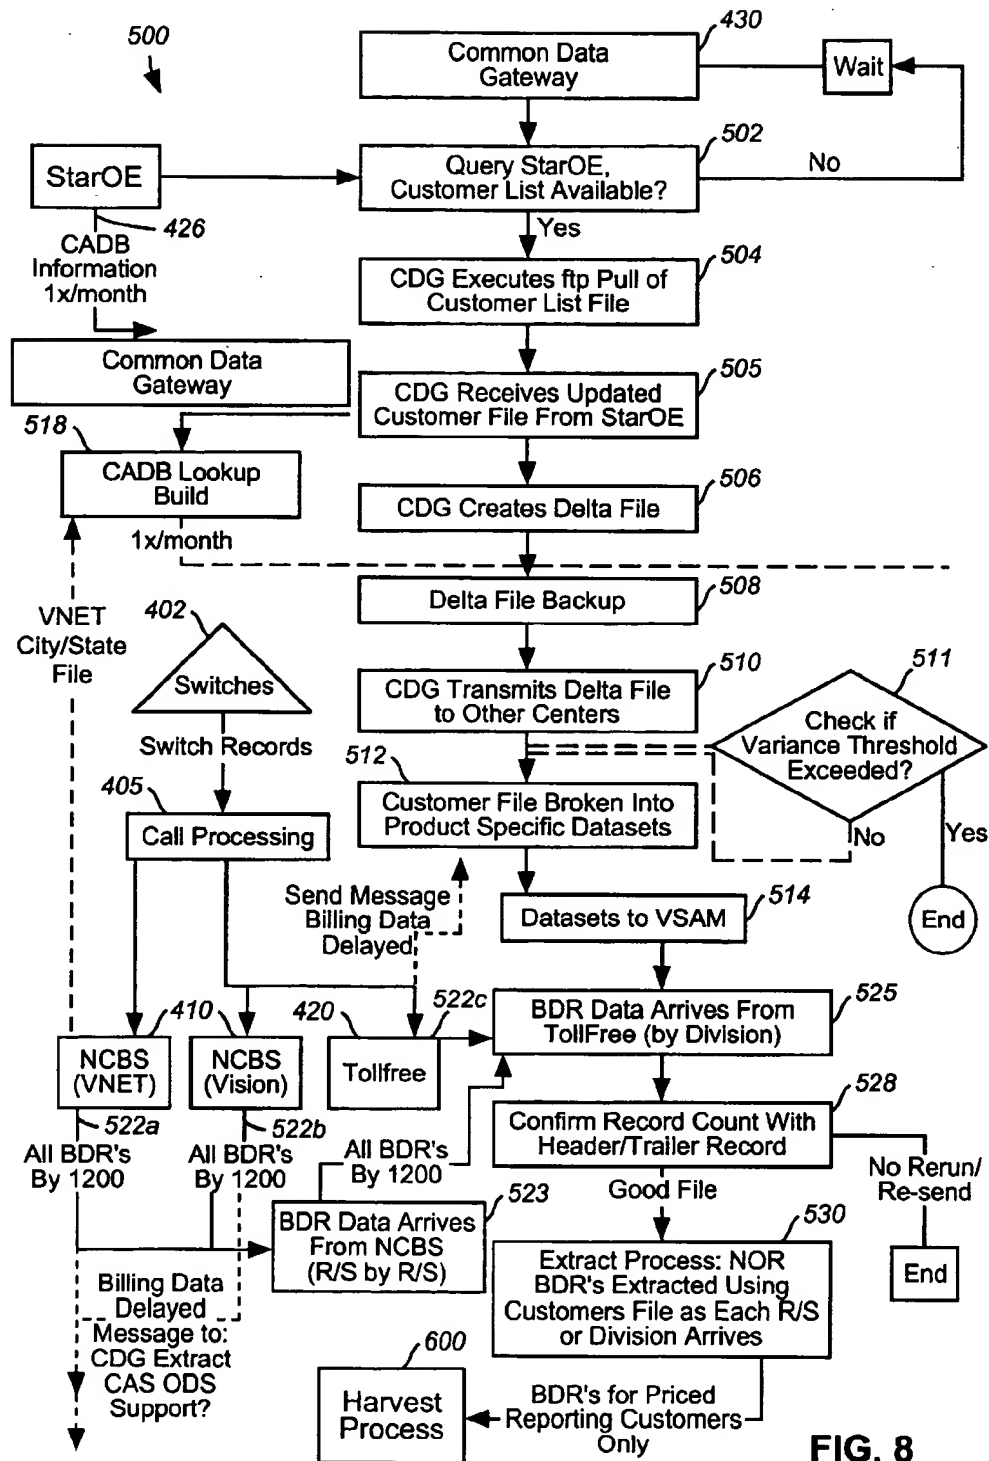 500
430
Common Data
Gateway
Wait
502
StarOE
Query StarOE,
Customer List Available?
No
426
Yes
CADB
Information
1x/month
504
CDG Executes ftp Pull of
Customer List File
Common Data
Gateway
505
CDG Receives Updated
Customer File From StarOE
518
CADB Lookup
Build
506
CDG Creates Delta File
1x/month
508
Delta File Backup
VNET
City/State
File
402
Switches
510
CDG Transmits Delta File
to Other Centers
511
Check if
Variance Threshold
Exceeded?
Switch Records
512
Customer File Broken Into
Product Specific Datasets
No
Yes
405
Call Processing
Send Message
Billing Data
Delayed
514
Datasets to VSAM
End
410
420
522c
525
NCBS
(VNET)
NCBS
(Vision)
Tollfree
BDR Data Arrives From
TollFree (by Division)
522a
522b
528
All BDR's
By 1200
All BDR's
By 1200
All BDR's
By 1200
Confirm Record Count With
Header/Trailer Record
No Rerun/
Re-send
Good File
523
BDR Data Arrives
From NCBS
(R/S by R/S)
530
Extract Process: NOR
BDR's Extracted Using
Customers File as Each R/S
or Division Arrives
End
Billing Data
Delayed
Message to:
CDG Extract
CAS ODS
Support?
600
Harvest
Process
BDR's for Priced
Reporting Customers
Only
FIG. 8